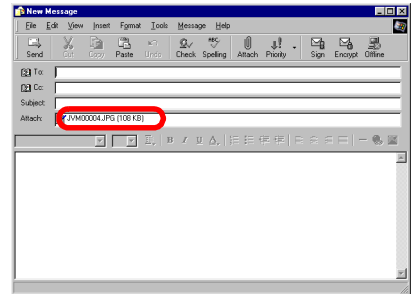 New Message
File Edit View Insert Format Tools Message Help
Send Cut Copy Paste Undo Check Spelling Attach Priority Sign Encrypt Offline
To:
Cc:
Subject:
Attach: JVM00004.JPG (108 KB)
B I U A